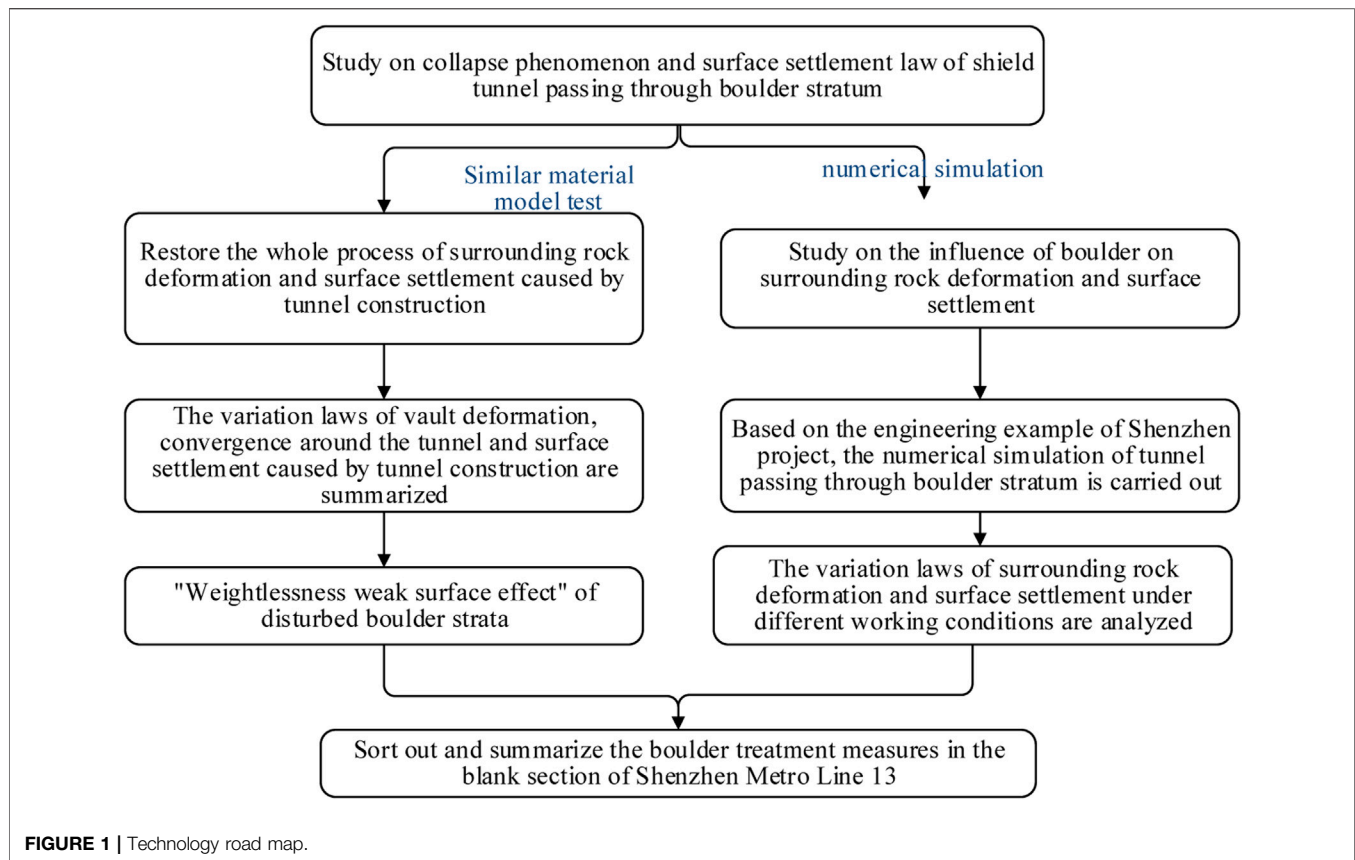 Study on collapse phenomenon and surface settlement law of shield
tunnel passing through boulder stratum
Similar material
model test
numerical simulation
Restore the whole process of surrounding rock
deformation and surface settlement caused by
tunnel construction
Study on the influence of boulder on
surrounding rock deformation and surface
settlement
The variation laws of vault deformation,
convergence around the tunnel and surface
settlement caused by tunnel construction are
summarized
Based on the engineering example of Shenzhen
project, the numerical simulation of tunnel
passing through boulder stratum is carried out
"Weightlessness weak surface effect" of
disturbed boulder strata
The variation laws of surrounding rock
deformation and surface settlement under
different working conditions are analyzed
Sort out and summarize the boulder treatment measures in the
blank section of Shenzhen Metro Line 13
FIGURE 1 | Technology road map.